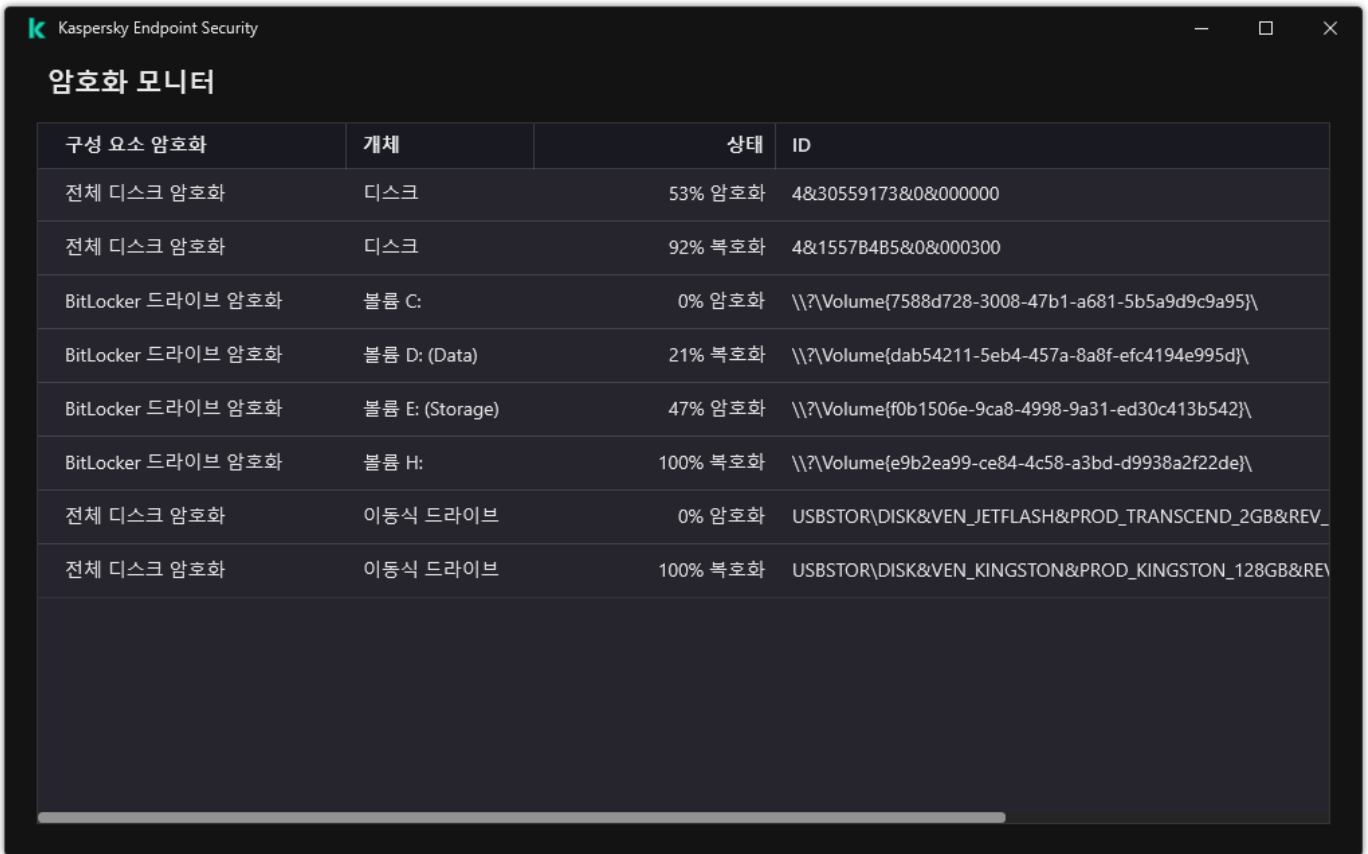 Kaspersky Endpoint Security
암호화 모니터
구성 요소 암호화 개체 상태 ID
전체 디스크 암호화 디스크 53% 암호화 4&30559173&0&000000
전체 디스크 암호화 디스크 92% 복호화 4&1557B4B5&0&000300
BitLocker 드라이브 암호화 볼륨 C: 0% 암호화 \\?\Volume{7588d728-3008-47b1-a681-5b5a9d9c9a95}\
BitLocker 드라이브 암호화 볼륨 D: (Data) 21% 복호화 \\?\Volume{dab54211-5eb4-457a-8a8f-efc4194e995d}\
BitLocker 드라이브 암호화 볼륨 E: (Storage) 47% 암호화 \\?\Volume{f0b1506e-9ca8-4998-9a31-ed30c413b542}\
BitLocker 드라이브 암호화 볼륨 H: 100% 복호화 \\?\Volume{e9b2ea99-ce84-4c58-a3bd-d9938a2f22de}\
전체 디스크 암호화 이동식 드라이브 0% 암호화 USBSTOR\DISK&VEN_JETFLASH&PROD_TRANSCEND_2GB&REV_
전체 디스크 암호화 이동식 드라이브 100% 복호화 USBSTOR\DISK&VEN_KINGSTON&PROD_KINGSTON_128GB&REV